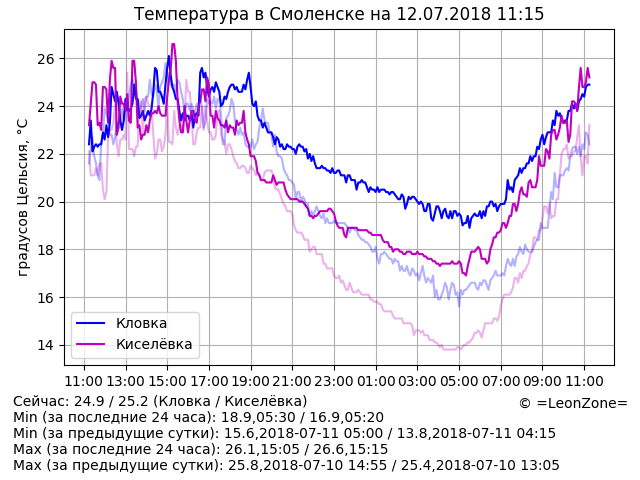 Температура в Смоленске на 12.07.2018 11:15
градусов Цельсия, °C
26
24
22
20
18
16
14
Кловка
Киселёвка
11:00 13:00 15:00 17:00 19:00 21:00 23:00 01:00 03:00 05:00 07:00 09:00 11:00
Сейчас: 24.9 / 25.2 (Кловка / Киселёвка)
© =LeonZone=
Min (за последние 24 часа): 18.9,05:30 / 16.9,05:20
Min (за предыдущие сутки): 15.6,2018-07-11 05:00 / 13.8,2018-07-11 04:15
Max (за последние 24 часа): 26.1,15:05 / 26.6,15:15
Max (за предыдущие сутки): 25.8,2018-07-10 14:55 / 25.4,2018-07-10 13:05